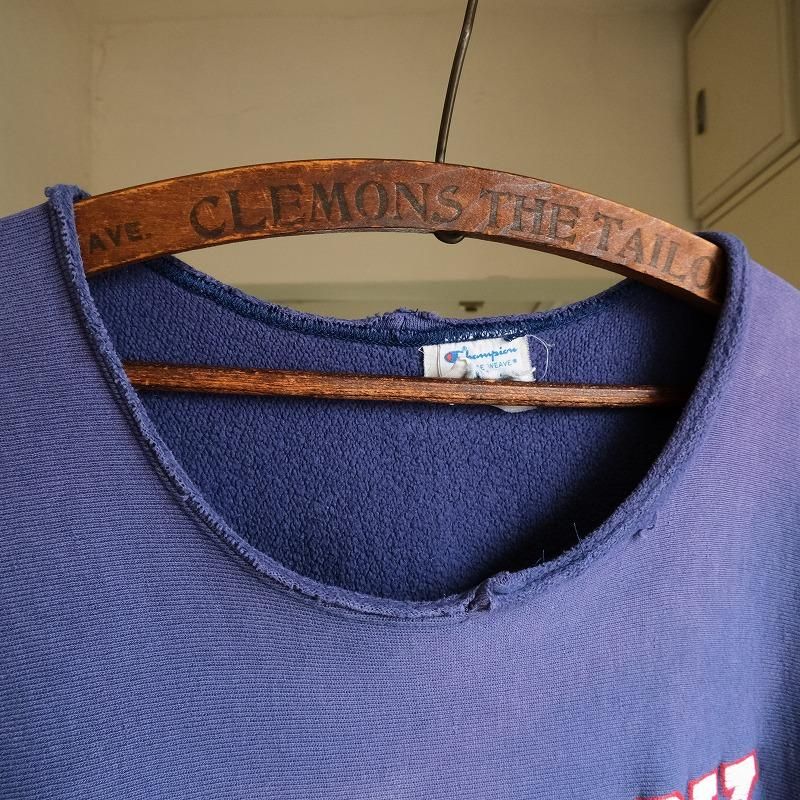 AVE. CLEMONS THE TAILO
Champion
WEAVE®